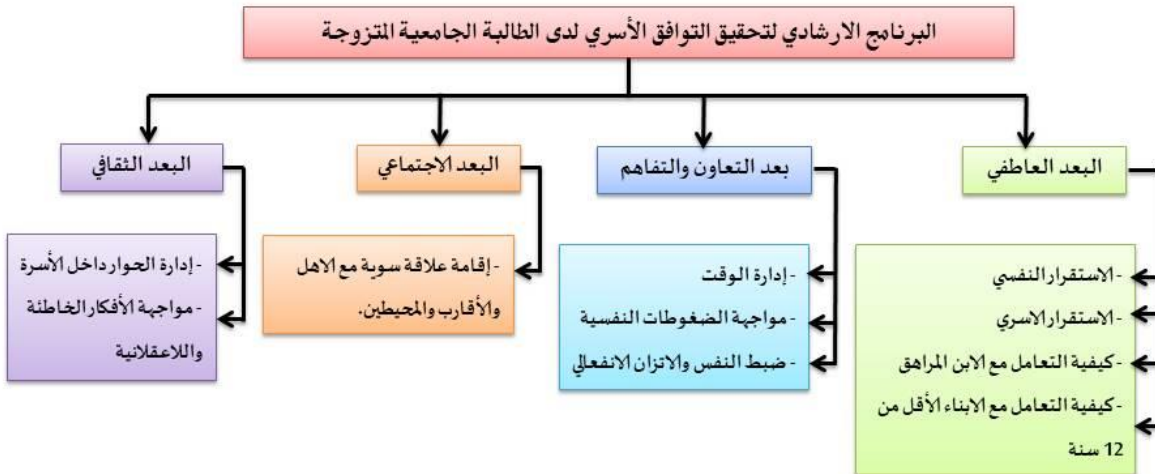 البرنامج الارشادي لتحقيق التوافق الأسري لدى الطالبة الجامعية المتزوجة
البعد العاطفي
- الاستقرار النفسي
- الاستقرار الاسري
- كيفية التعامل مع الابن المراهق
- كيفية التعامل مع الابناء الأقل من
12 سنة
بعد التعاون والتفاهم
- إدارة الوقت
- مواجهة الضغوطات النفسية
- ضبط النفس والاتزان الانفعالي
البعد الاجتماعي
- إقامة علاقة سوية مع الاهل
والأقارب والمحيطين.
البعد الثقافي
- إدارة الحوار داخل الأسرة
- مواجهة الأفكار الخاطئة
واللاعقلانية